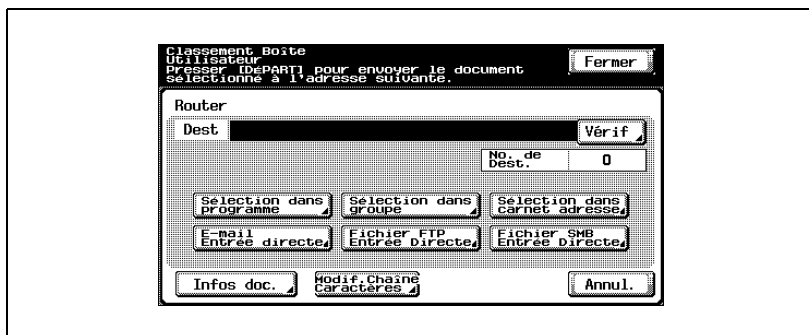 Classement Boîte
Utilisateur
Presser [DéPART] pour envoyer le document
sélectionné à l'adresse suivante.
Fermer
Router
Dest
Vérif
No. de
Dest.
0
Sélection dans
programme
Sélection dans
groupe
Sélection dans
carnet adresse
E-mail
Entrée directe
Fichier FTP
Entrée Directe
Fichier SMB
Entrée Directe
Infos doc.
Modif.Chaîne
Caractères
Annul.